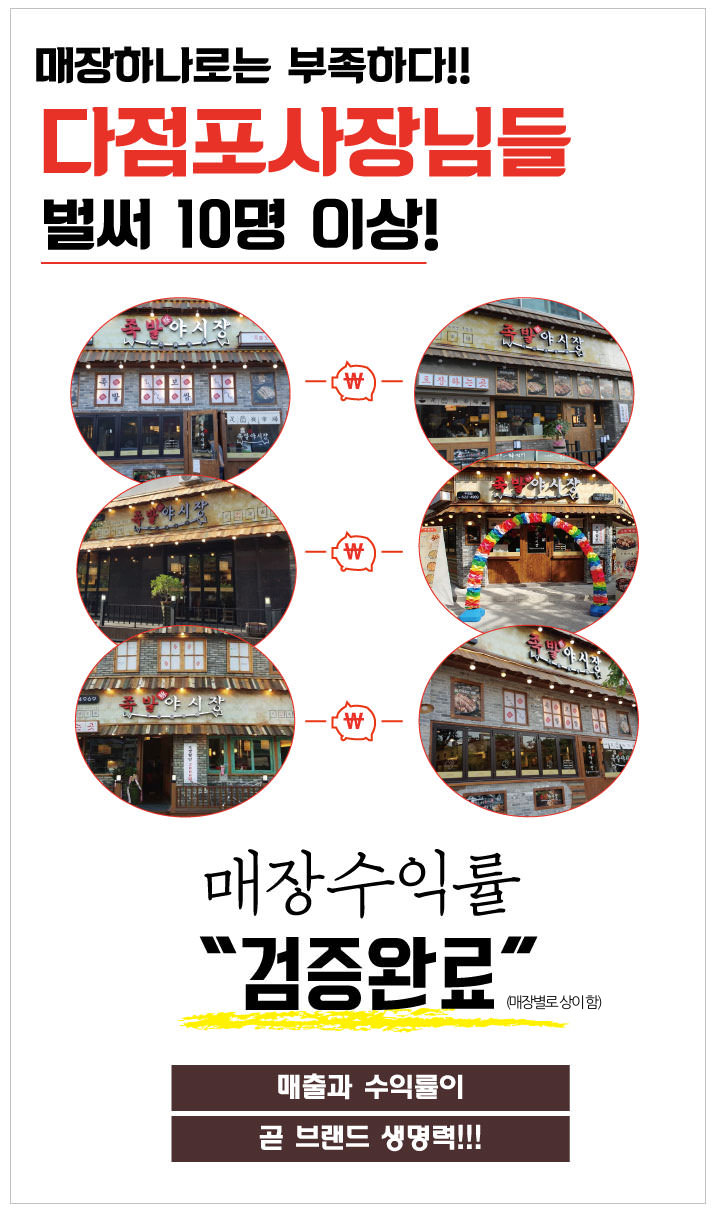 매장하나로는 부족하다!!
다점포사장님들
벌써 10명 이상!
족발야시장
족발야시장
족발야시장
족발야시장
족발야시장
족발야시장
매장수익률
"검증완료"
(매장별로 상이함)
매출과 수익률이
곧 브랜드 생명력!!!